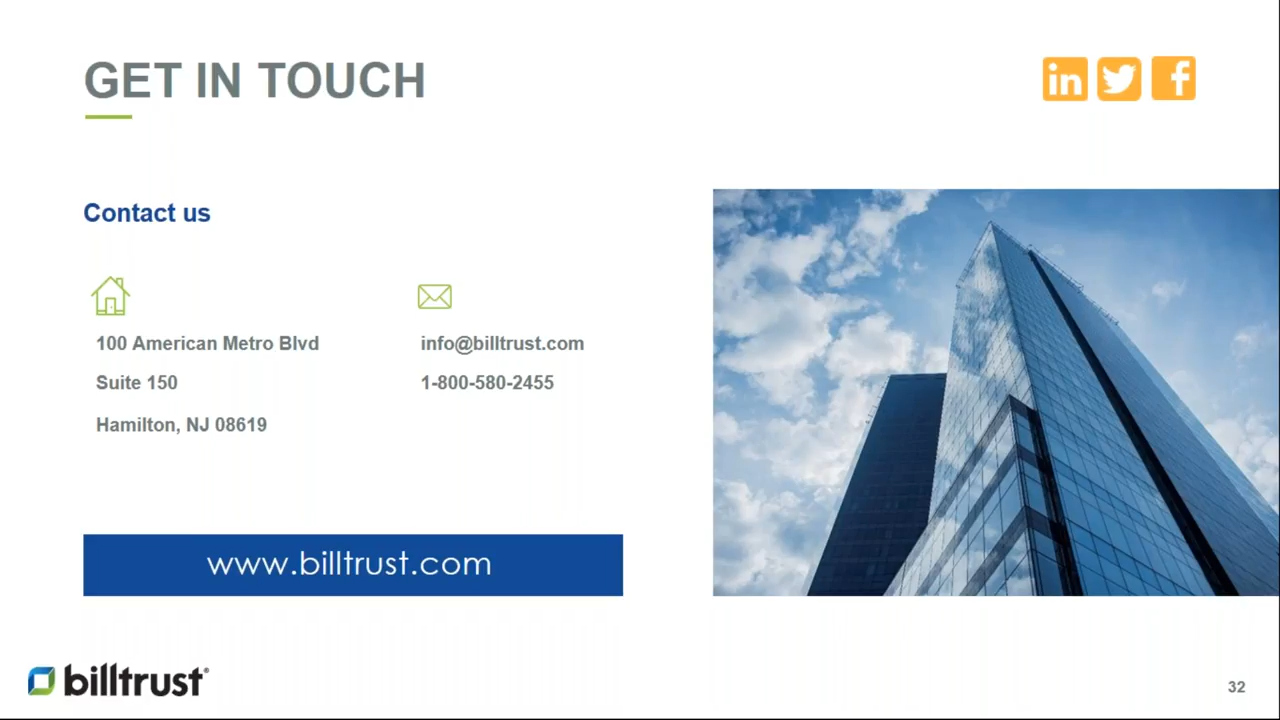 GET IN TOUCH
Contact us
100 American Metro Blvd
Suite 150
Hamilton, NJ 08619
info@billtrust.com
1-800-580-2455
www.billtrust.com
billtrust®
32